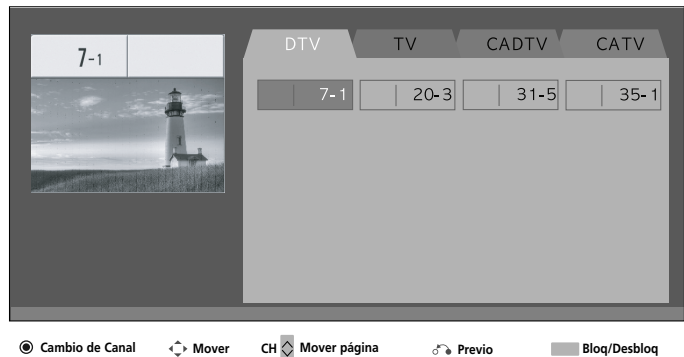 7-1
DTV TV CADTV CATV
7-1 20-3 31-5 35-1
Cambio de Canal Mover CH Mover página Previo Bloq/Desbloq